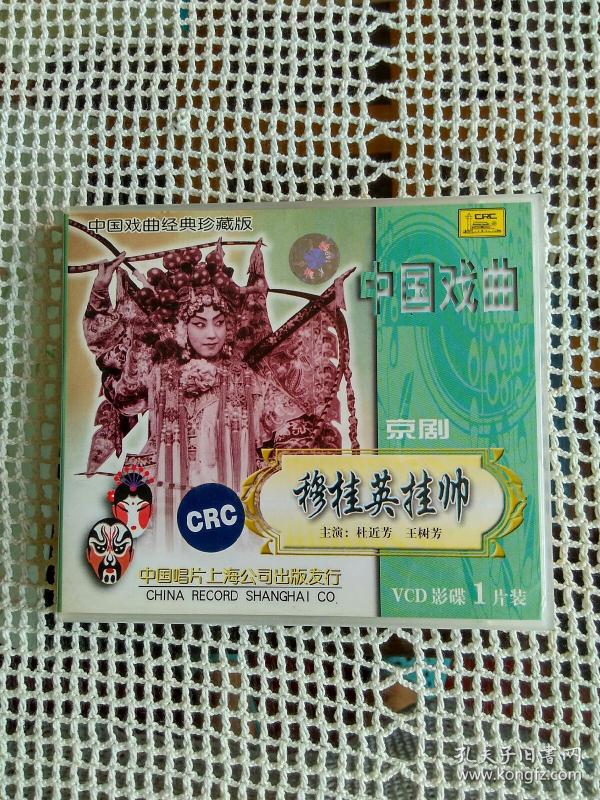 中国戏曲经典珍藏版
CRC
中国戏曲
京剧
穆桂英挂帅
主演：杜近芳 王树芳
CRC
中国唱片上海公司出版发行
CHINA RECORD SHANGHAI CO.
VCD 影碟 1 片装
孔夫子旧书网
www.kongfz.com